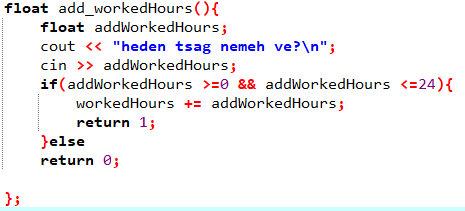 float add_workedHours(){
float addWorkedHours;
cout << "heden tsag nemeh ve?\n";
cin >> addWorkedHours;
if(addWorkedHours >=0 && addWorkedHours <=24){
workedHours += addWorkedHours;
return 1;
}else
return 0;
};